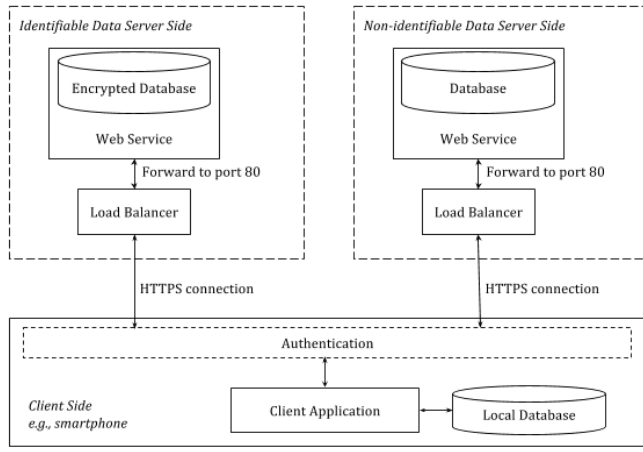 Identifiable Data Server Side
Encrypted Database
Web Service
Forward to port 80
Load Balancer
HTTPS connection
Non-identifiable Data Server Side
Database
Web Service
Forward to port 80
Load Balancer
HTTPS connection
Authentication
Client Side
e.g., smartphone
Client Application
Local Database